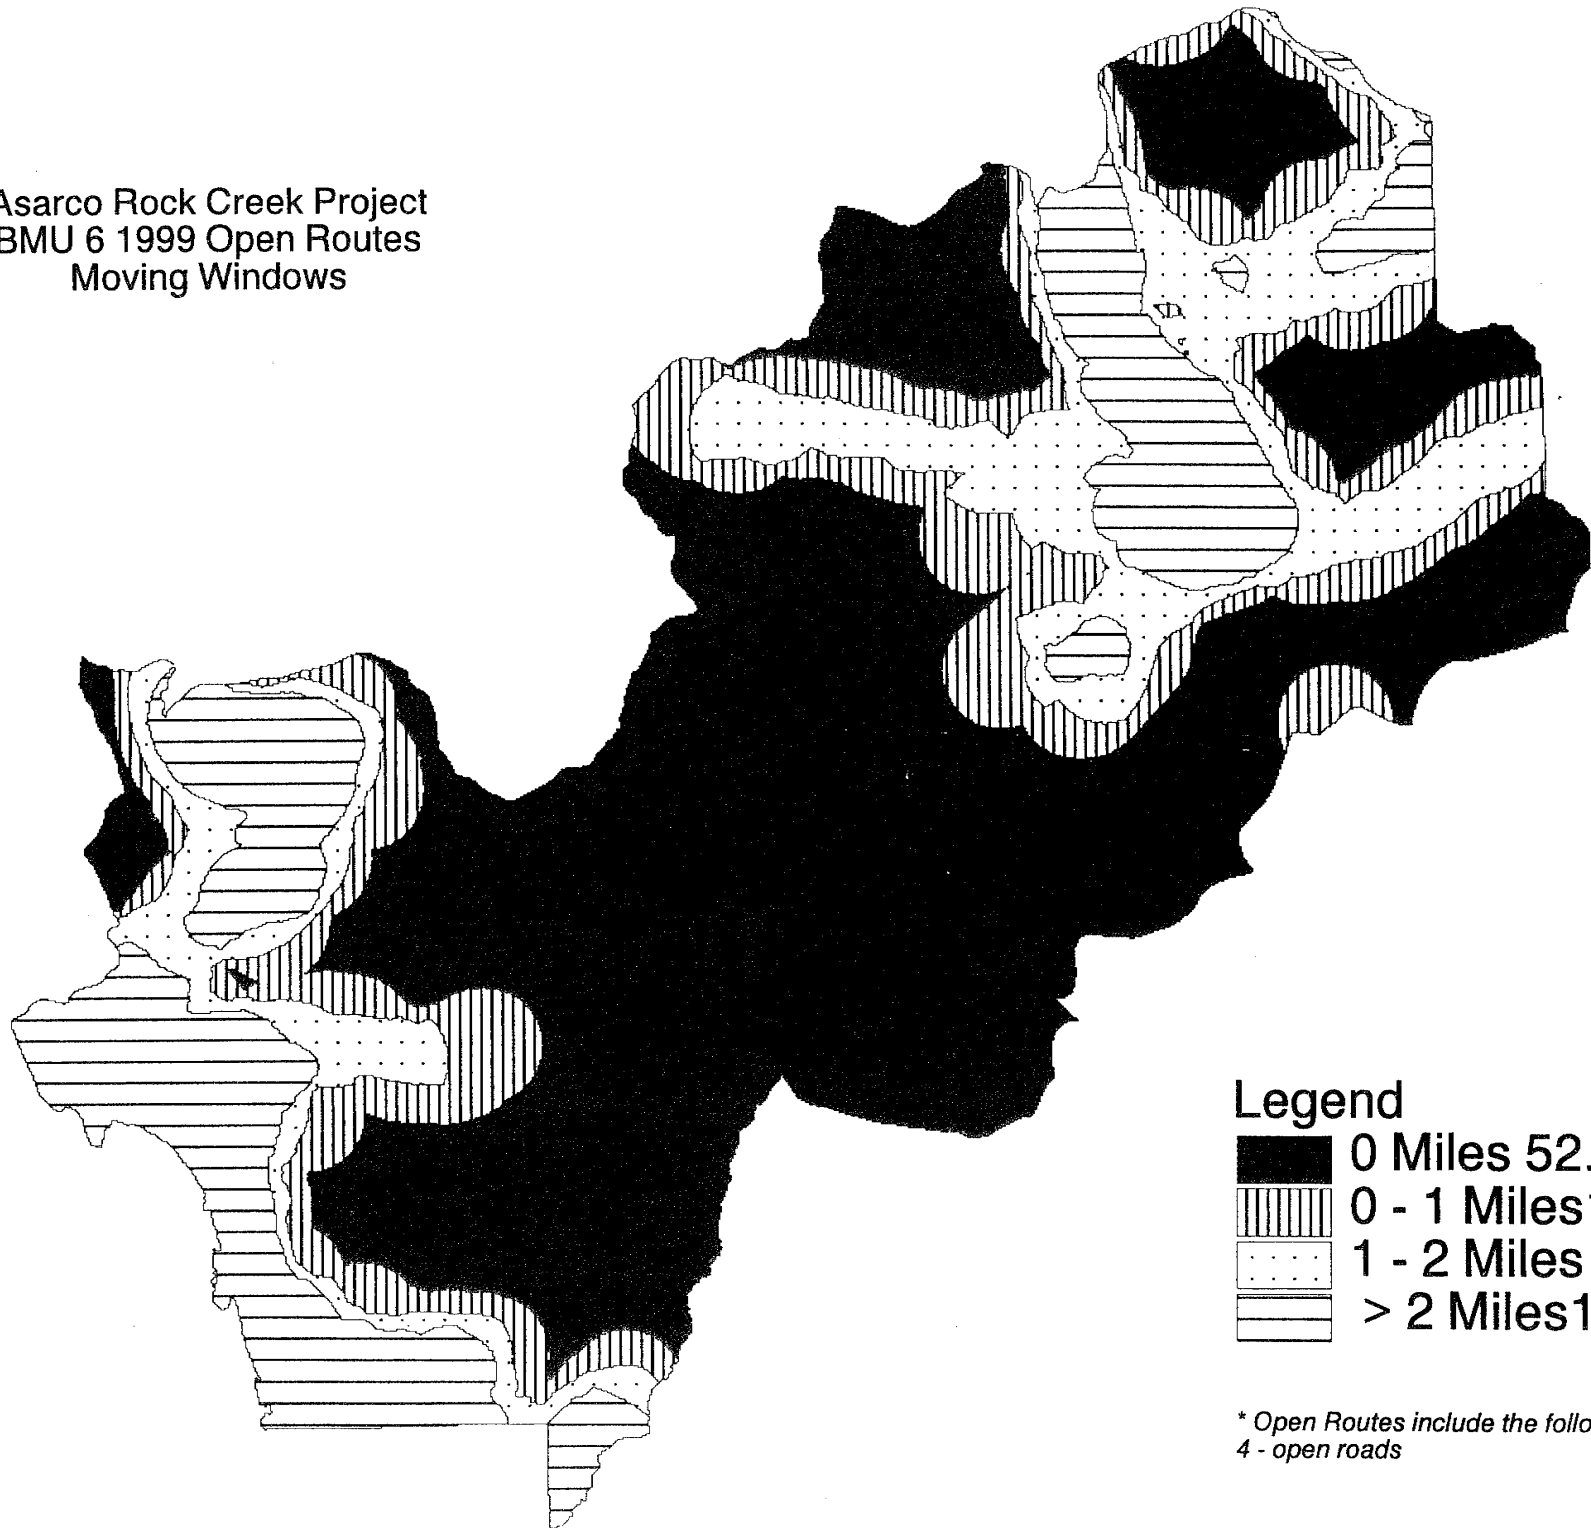 Asarco Rock Creek Project
BMU 6 1999 Open Routes
Moving Windows
Legend
0 Miles 52.
0 - 1 Miles
1 - 2 Miles
> 2 Miles1
* Open Routes include the follo
4 - open roads